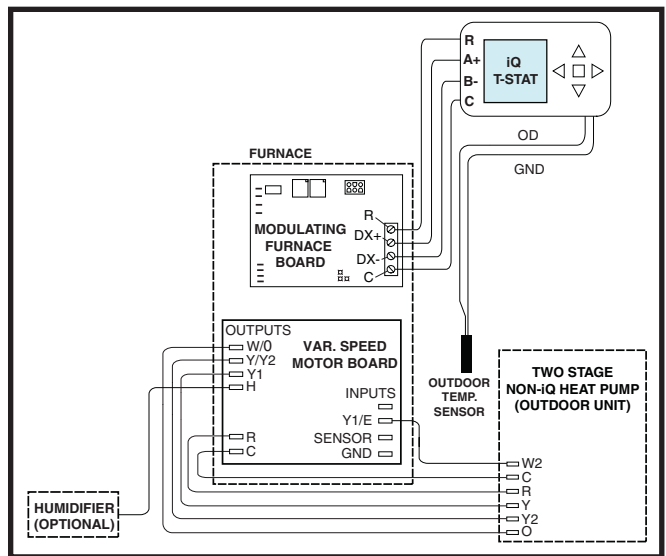 R
A+
B-
C
iQ
T-STAT
OD
GND
FURNACE
MODULATING
FURNACE
BOARD
R
DX+
DX-
C
OUTPUTS
W/0
Y/Y2
Y1
H
VAR. SPEED
MOTOR BOARD
INPUTS
Y1/E
SENSOR
GND
R
C
OUTDOOR
TEMP.
SENSOR
TWO STAGE
NON-iQ HEAT PUMP
(OUTDOOR UNIT)
W2
C
R
Y
Y2
O
HUMIDIFIER
(OPTIONAL)